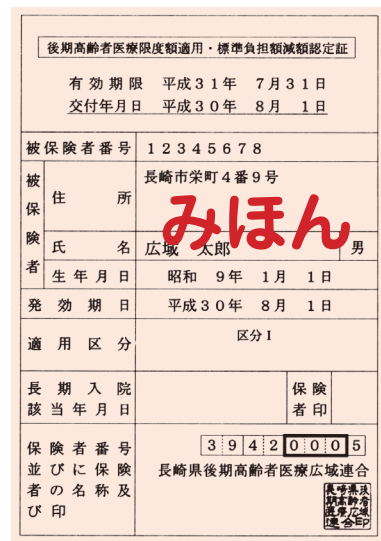 後期高齢者医療限度額適用・標準負担額減額認定証
有効期限 平成31年 7月31日
交付年月日 平成30年 8月 1日
被保険者番号 12345678
被保険者
住所 長崎市栄町4番9号
みほん
氏名 広域 太郎 男
生年月日 昭和 9年 1月 1日
発効期日 平成30年 8月 1日
適用区分 区分I
長期入院
該当年月日
保険
者印
保険者番号
並びに保険
者の名称及
び印
39420005
長崎県後期高齢者医療広域連合
長崎県後
期高齢者
医療広域
連合印